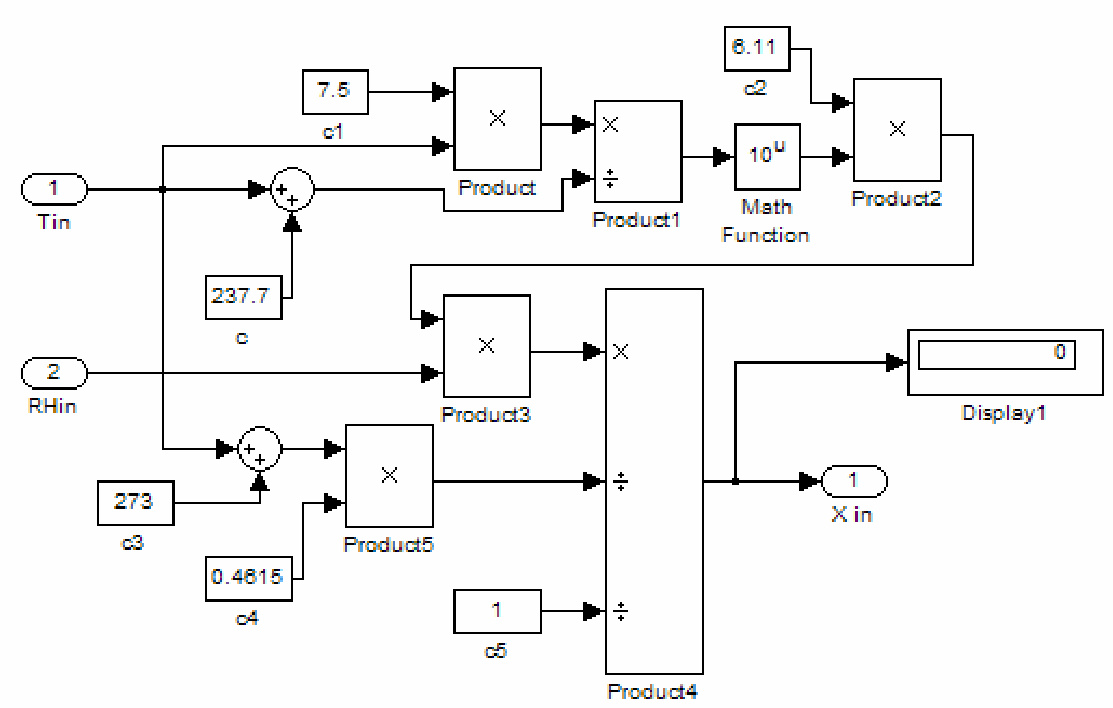 6.11
c2
7.5
c1
×
Product
×
÷
Product1
10^u
Math
Function
×
Product2
1
Tin
+
+
237.7
c
2
RHin
×
Product3
×
÷
÷
Product4
0
Display1
1
X in
+
+
273
c3
×
Product5
0.4615
c4
1
c5